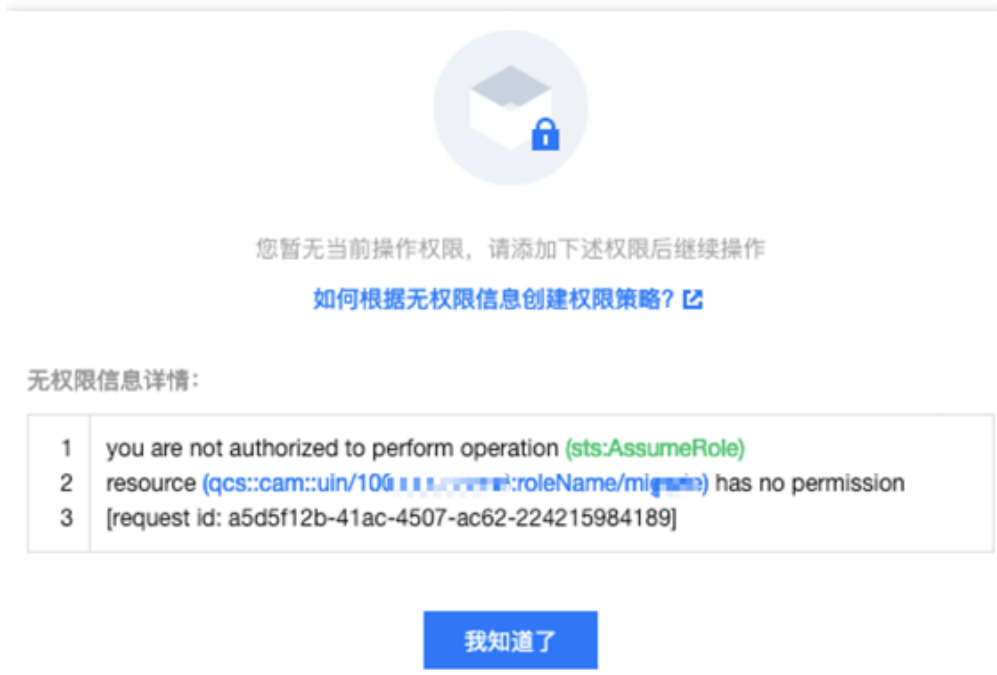 您暂无当前操作权限，请添加下述权限后继续操作
如何根据无权限信息创建权限策略？
无权限信息详情：
1 you are not authorized to perform operation (sts:AssumeRole)
2 resource (qcs::cam::uin/100 :roleName/mi ) has no permission
3 [request id: a5d5f12b-41ac-4507-ac62-224215984189]
我知道了